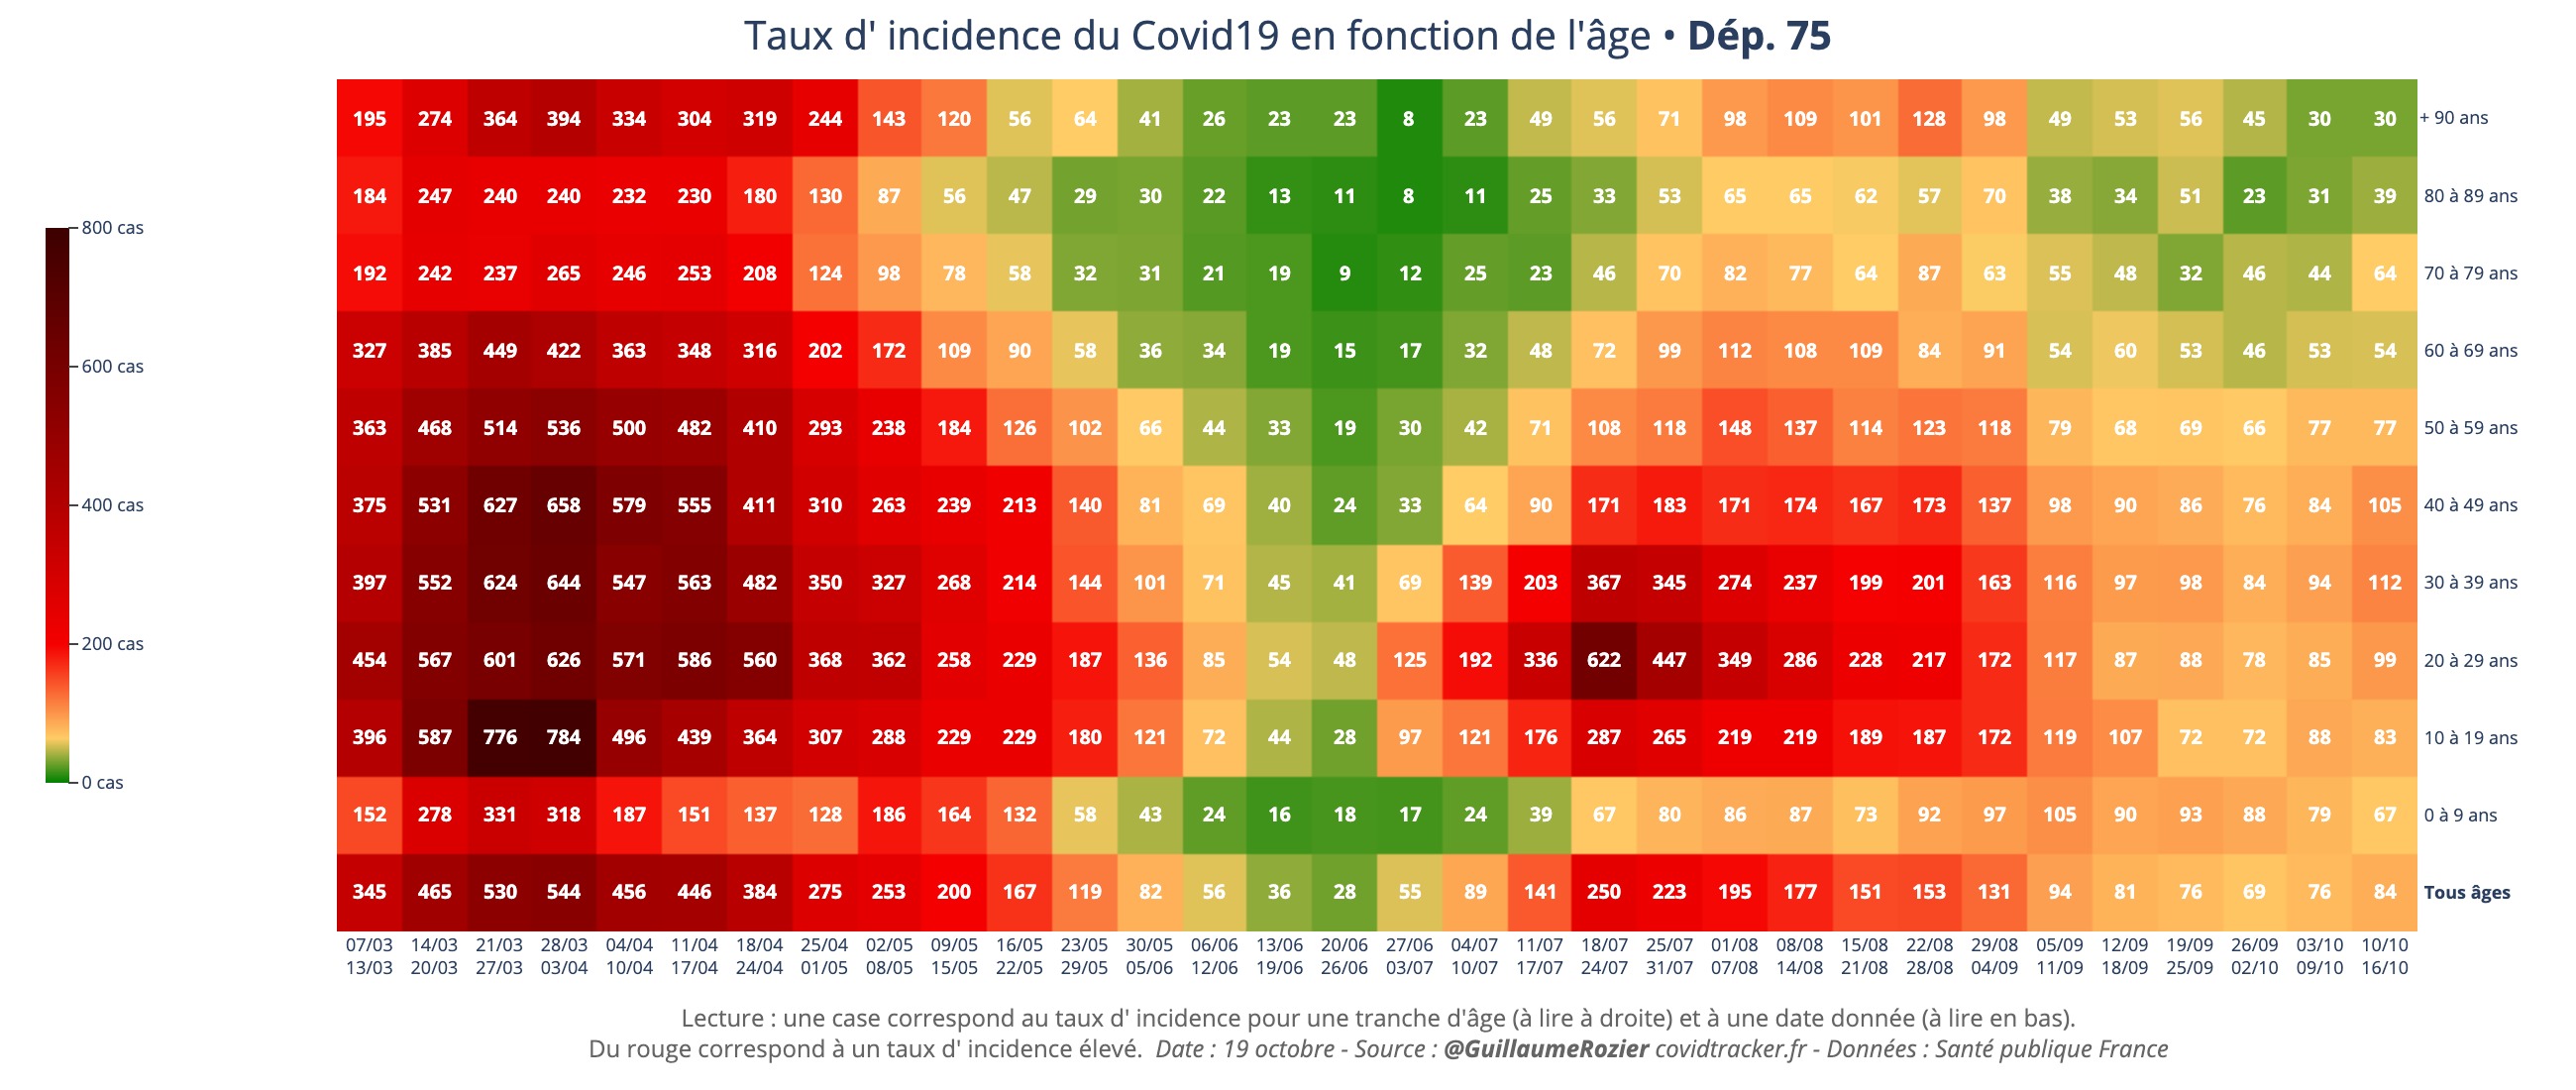 Taux d' incidence du Covid19 en fonction de l'âge • Dép. 75
800 cas
600 cas
400 cas
200 cas
0 cas
195 274 364 394 334 304 319 244 143 120 56 64 41 26 23 23 8 23 49 56 71 98 109 101 128 98 49 53 56 45 30 30 + 90 ans
184 247 240 240 232 230 180 130 87 56 47 29 30 22 13 11 8 11 25 33 53 65 65 62 57 70 38 34 51 23 31 39 80 à 89 ans
192 242 237 265 246 253 208 124 98 78 58 32 31 21 19 9 12 25 23 46 70 82 77 64 87 63 55 48 32 46 44 64 70 à 79 ans
327 385 449 422 363 348 316 202 172 109 90 58 36 34 19 15 17 32 48 72 99 112 108 109 84 91 54 60 53 46 53 54 60 à 69 ans
363 468 514 536 500 482 410 293 238 184 126 102 66 44 33 19 30 42 71 108 118 148 137 114 123 118 79 68 69 66 77 77 50 à 59 ans
375 531 627 658 579 555 411 310 263 239 213 140 81 69 40 24 33 64 90 171 183 171 174 167 173 137 98 90 86 76 84 105 40 à 49 ans
397 552 624 644 547 563 482 350 327 268 214 144 101 71 45 41 69 139 203 367 345 274 237 199 201 163 116 97 98 84 94 112 30 à 39 ans
454 567 601 626 571 586 560 368 362 258 229 187 136 85 54 48 125 192 336 622 447 349 286 228 217 172 117 87 88 78 85 99 20 à 29 ans
396 587 776 784 496 439 364 307 288 229 229 180 121 72 44 28 97 121 176 287 265 219 219 189 187 172 119 107 72 72 88 83 10 à 19 ans
152 278 331 318 187 151 137 128 186 164 132 58 43 24 16 18 17 24 39 67 80 86 87 73 92 97 105 90 93 88 79 67 0 à 9 ans
345 465 530 544 456 446 384 275 253 200 167 119 82 56 36 28 55 89 141 250 223 195 177 151 153 131 94 81 76 69 76 84 Tous âges
07/03 14/03 21/03 28/03 04/04 11/04 18/04 25/04 02/05 09/05 16/05 23/05 30/05 06/06 13/06 20/06 27/06 04/07 11/07 18/07 25/07 01/08 08/08 15/08 22/08 29/08 05/09 12/09 19/09 26/09 03/10 10/10
13/03 20/03 27/03 03/04 10/04 17/04 24/04 01/05 08/05 15/05 22/05 29/05 05/06 12/06 19/06 26/06 03/07 10/07 17/07 24/07 31/07 07/08 14/08 21/08 28/08 04/09 11/09 18/09 25/09 02/10 09/10 16/10
Lecture : une case correspond au taux d' incidence pour une tranche d'âge (à lire à droite) et à une date donnée (à lire en bas).
Du rouge correspond à un taux d' incidence élevé. Date : 19 octobre - Source : @GuillaumeRozier covidtracker.fr - Données : Santé publique France